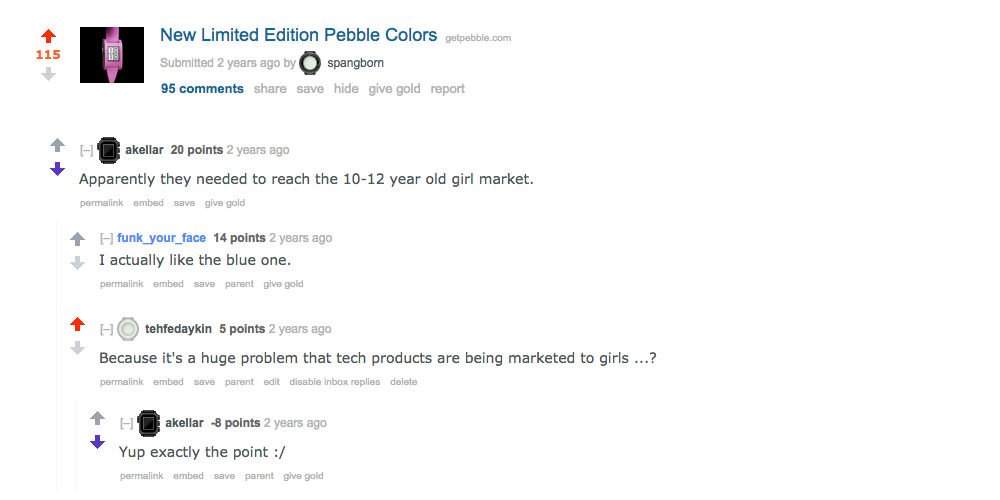 New Limited Edition Pebble Colors getpebble.com
115
Submitted 2 years ago by spangborn
95 comments share save hide give gold report
[–] akellar 20 points 2 years ago
Apparently they needed to reach the 10-12 year old girl market.
permalink embed save give gold
[–] funk_your_face 14 points 2 years ago
I actually like the blue one.
permalink embed save parent give gold
[–] tehfedaykin 5 points 2 years ago
Because it's a huge problem that tech products are being marketed to girls ...?
permalink embed save parent edit disable inbox replies delete
[–] akellar -8 points 2 years ago
Yup exactly the point :/
permalink embed save parent give gold